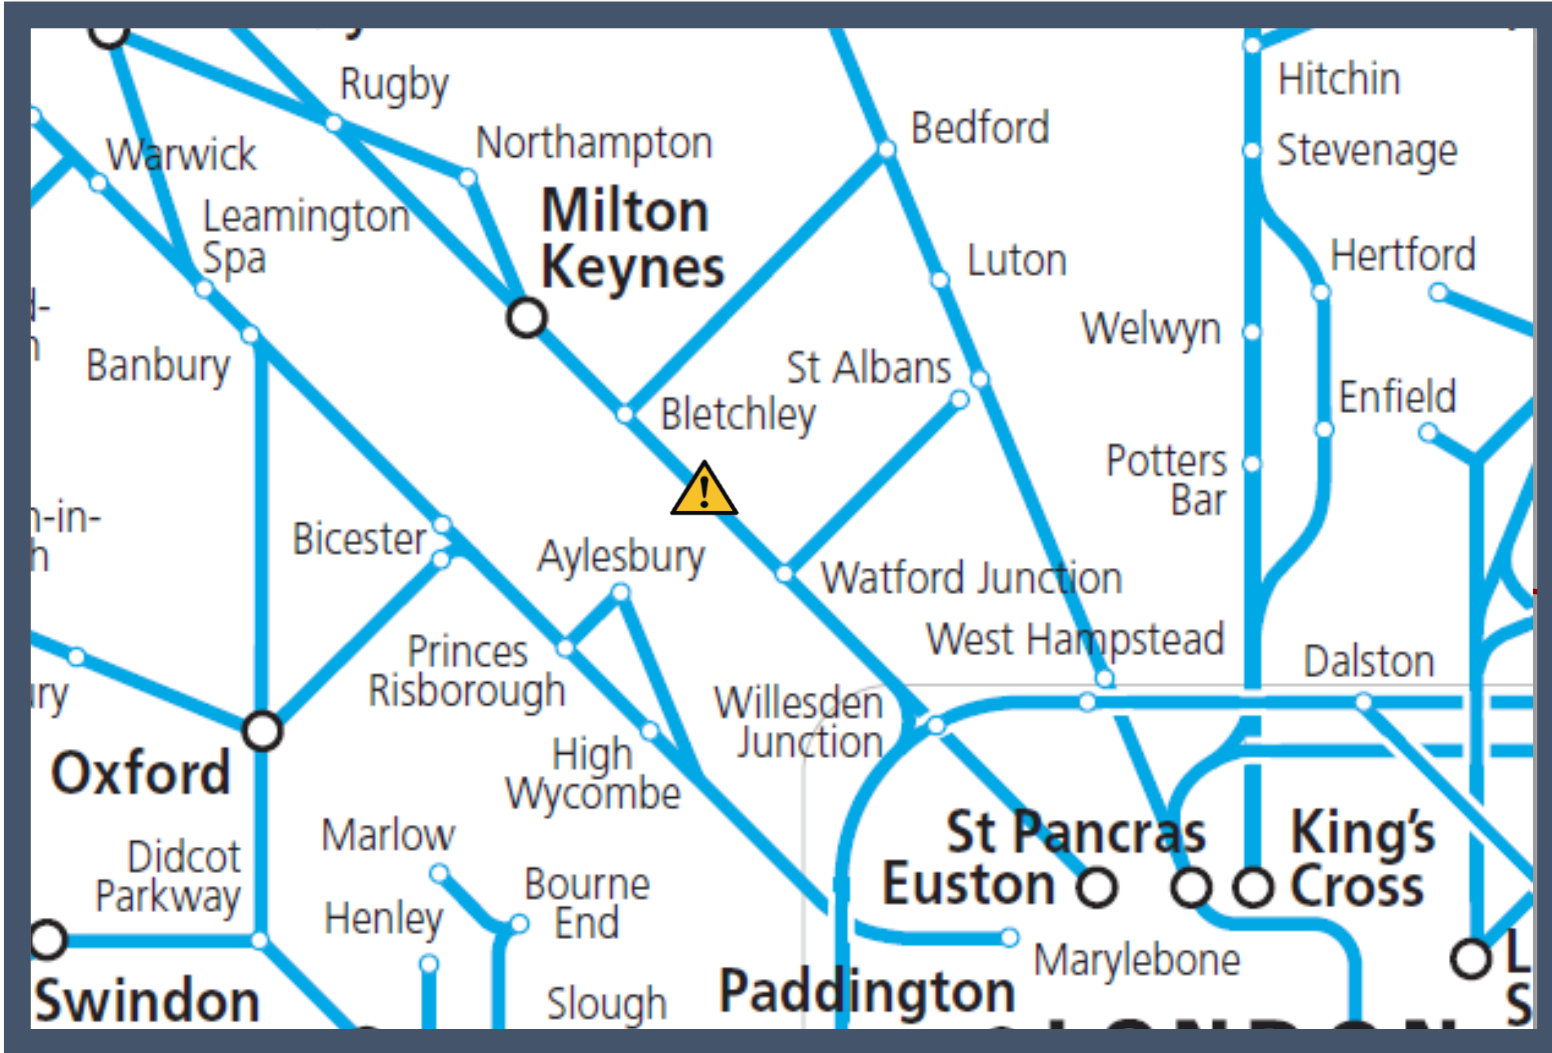 Rugby
Hitchin
Northampton
Bedford
Stevenage
Warwick
Milton
Keynes
Leamington
Spa
Luton
Hertford
Welwyn
Banbury
St Albans
Bletchley
Enfield
Potters
Bar
Bicester
Aylesbury
Watford Junction
Princes
Risborough
West Hampstead
Dalston
Willesden
Junction
High
Wycombe
Oxford
Marlow
St Pancras
King's
Cross
Didcot
Parkway
Bourne
End
Euston
Henley
Marylebone
Swindon
Slough
Paddington
LONDON